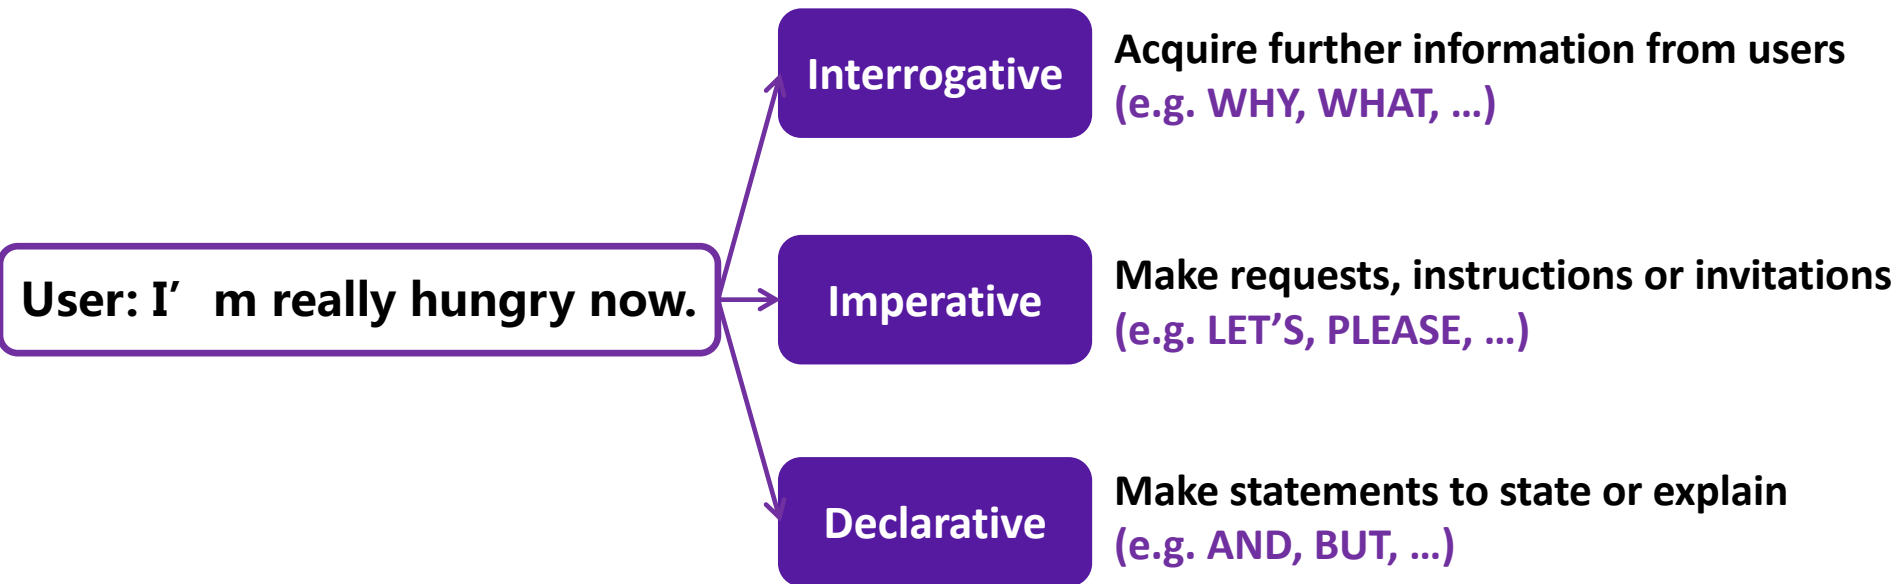 Interrogative
Acquire further information from users
(e.g. WHY, WHAT, ...)
User: I’ m really hungry now.
Imperative
Make requests, instructions or invitations
(e.g. LET’S, PLEASE, ...)
Declarative
Make statements to state or explain
(e.g. AND, BUT, ...)